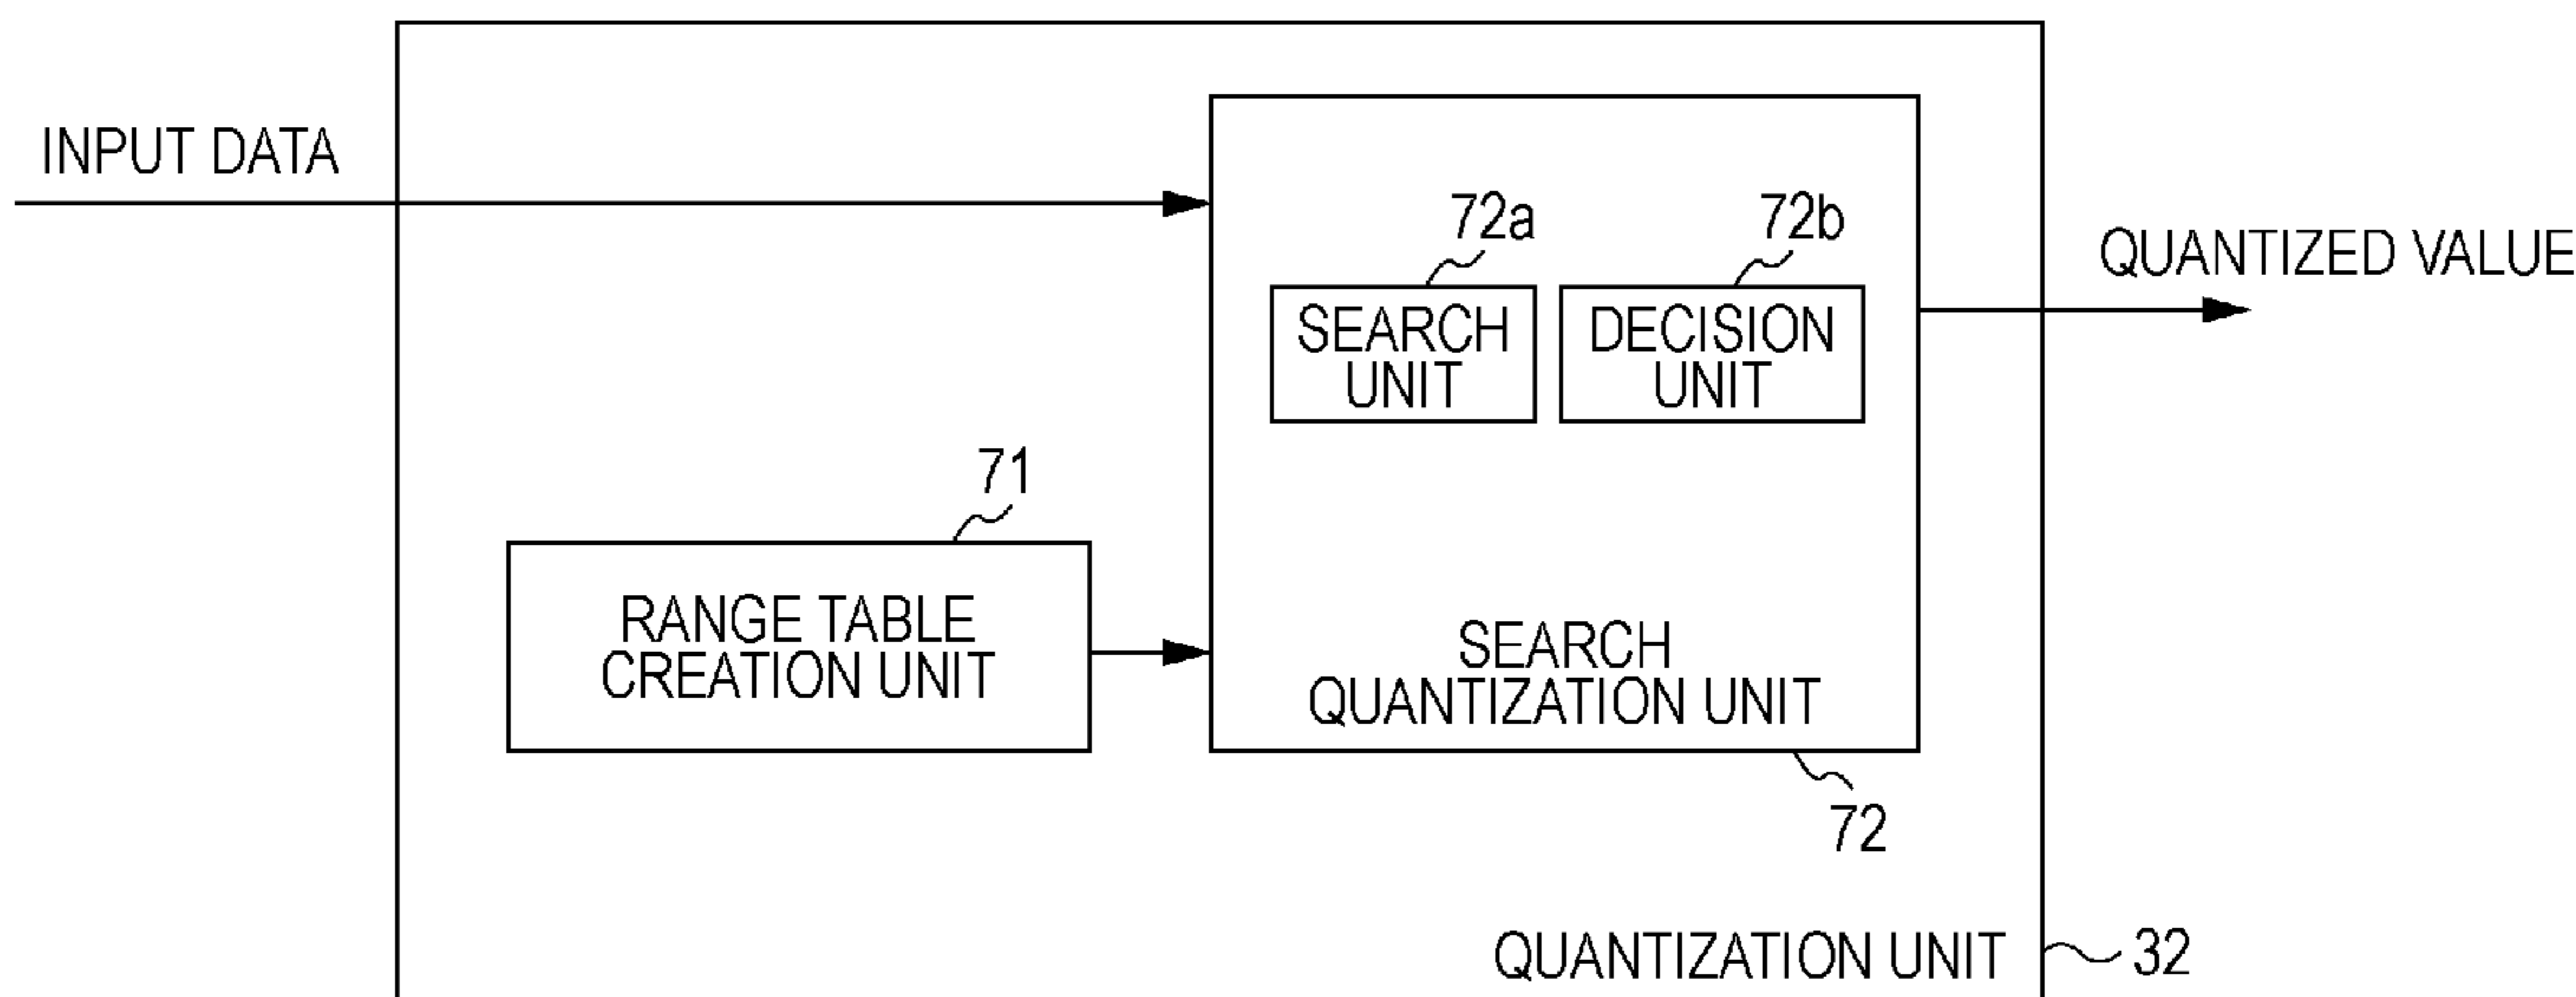 INPUT DATA
72a
72b
QUANTIZED VALUE
SEARCH
UNIT
DECISION
UNIT
71
RANGE TABLE
CREATION UNIT
SEARCH
QUANTIZATION UNIT
72
QUANTIZATION UNIT
32